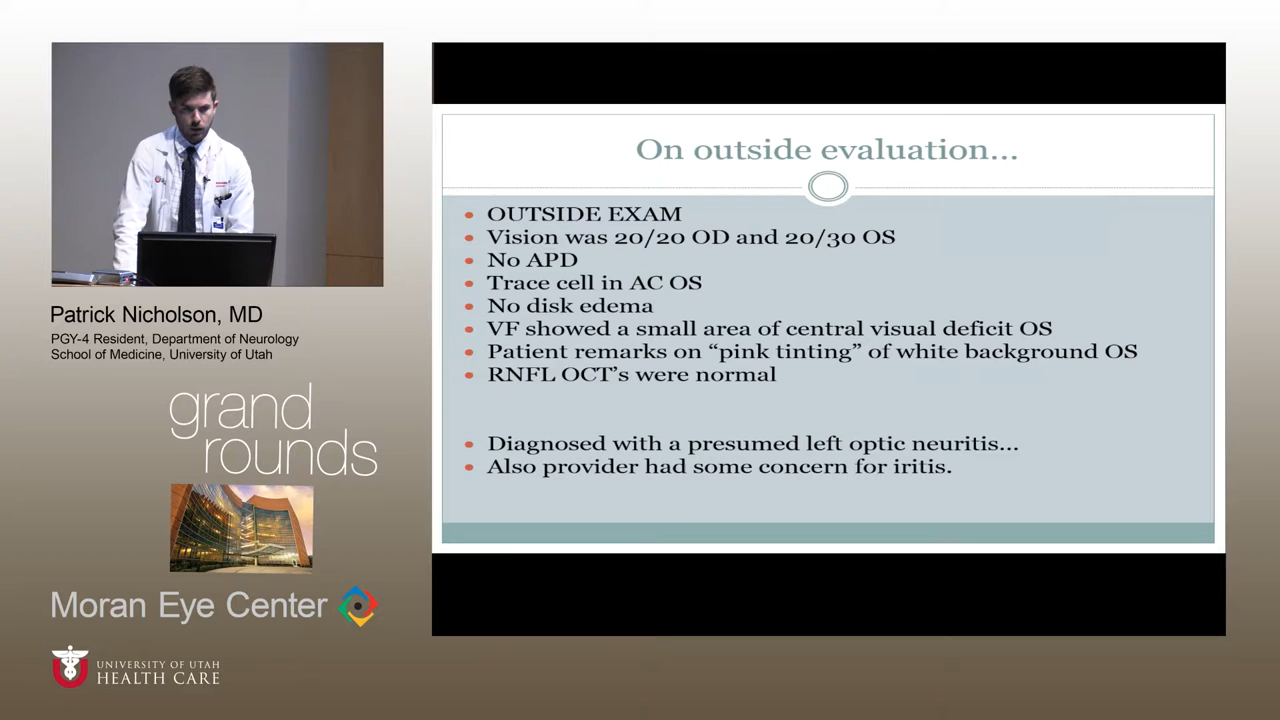 Patrick Nicholson, MD
PGY-4 Resident, Department of Neurology
School of Medicine, University of Utah
grand
rounds
Moran Eye Center
UNIVERSITY OF UTAH
HEALTH CARE
On outside evaluation...
OUTSIDE EXAM
Vision was 20/20 OD and 20/30 OS
No APD
Trace cell in AC OS
No disk edema
VF showed a small area of central visual deficit OS
Patient remarks on “pink tinting” of white background OS
RNFL OCT’s were normal
Diagnosed with a presumed left optic neuritis...
Also provider had some concern for iritis.